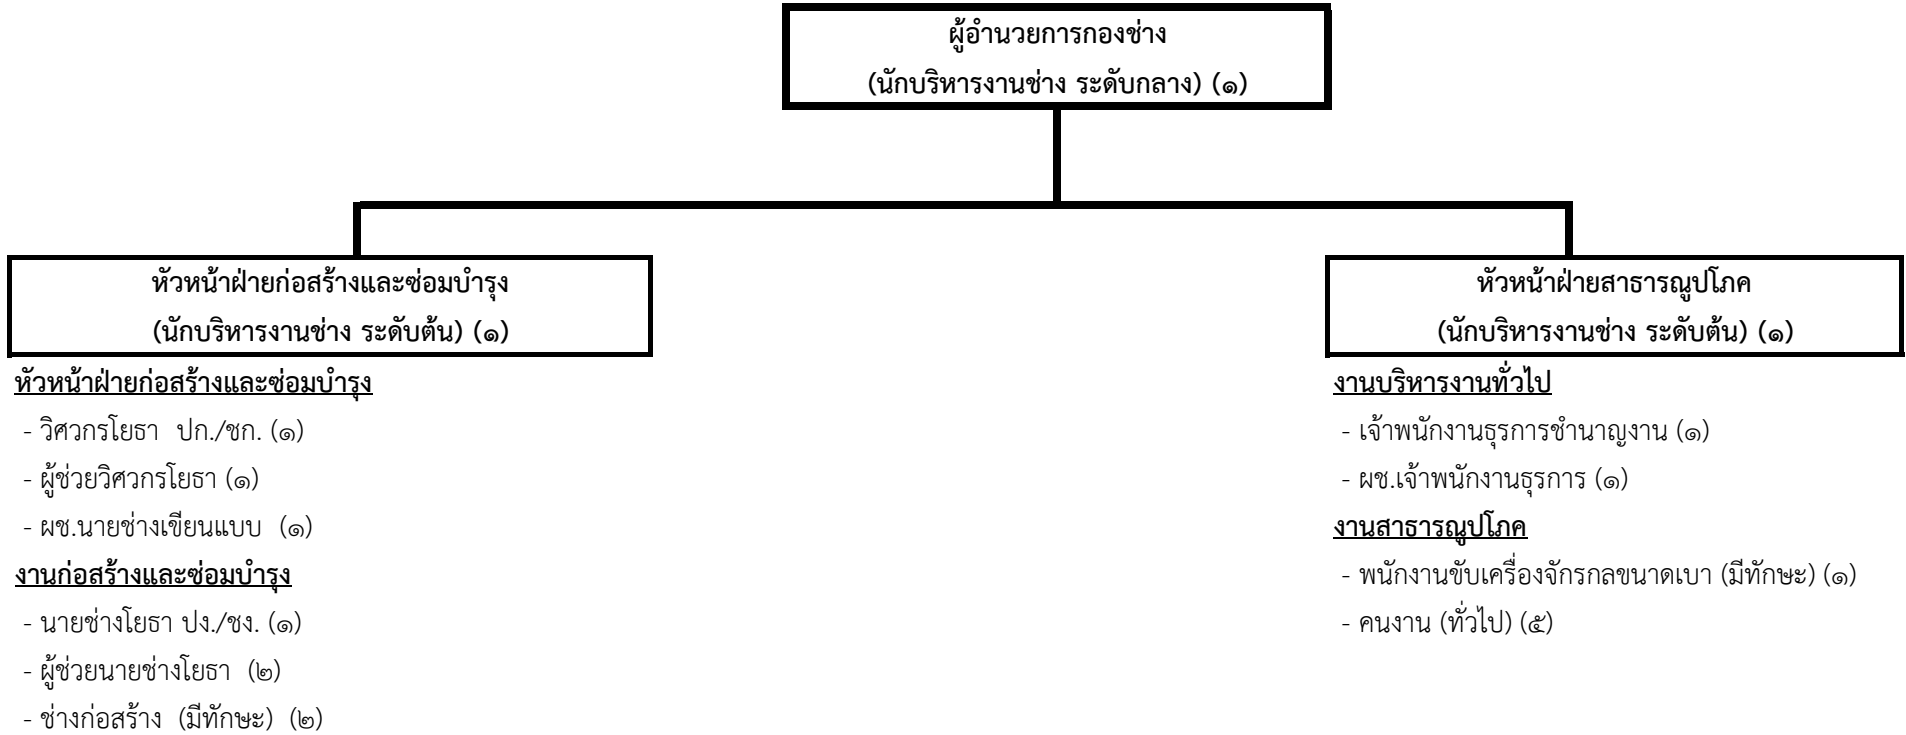 ผู้อำนวยการกองช่าง
(นักบริหารงานช่าง ระดับกลาง) (๑)
หัวหน้าฝ่ายก่อสร้างและซ่อมบำรุง
(นักบริหารงานช่าง ระดับต้น) (๑)
หัวหน้าฝ่ายก่อสร้างและซ่อมบำรุง
- วิศวกรโยธา ปก./ชก. (๑)
- ผู้ช่วยวิศวกรโยธา (๑)
- ผช.นายช่างเขียนแบบ (๑)
งานก่อสร้างและซ่อมบำรุง
- นายช่างโยธา ปง./ชง. (๑)
- ผู้ช่วยนายช่างโยธา (๒)
- ช่างก่อสร้าง (มีทักษะ) (๒)
หัวหน้าฝ่ายสาธารณูปโภค
(นักบริหารงานช่าง ระดับต้น) (๑)
งานบริหารงานทั่วไป
- เจ้าพนักงานธุรการชำนาญงาน (๑)
- ผช.เจ้าพนักงานธุรการ (๑)
งานสาธารณูปโภค
- พนักงานขับเครื่องจักรกลขนาดเบา (มีทักษะ) (๑)
- คนงาน (ทั่วไป) (๕)